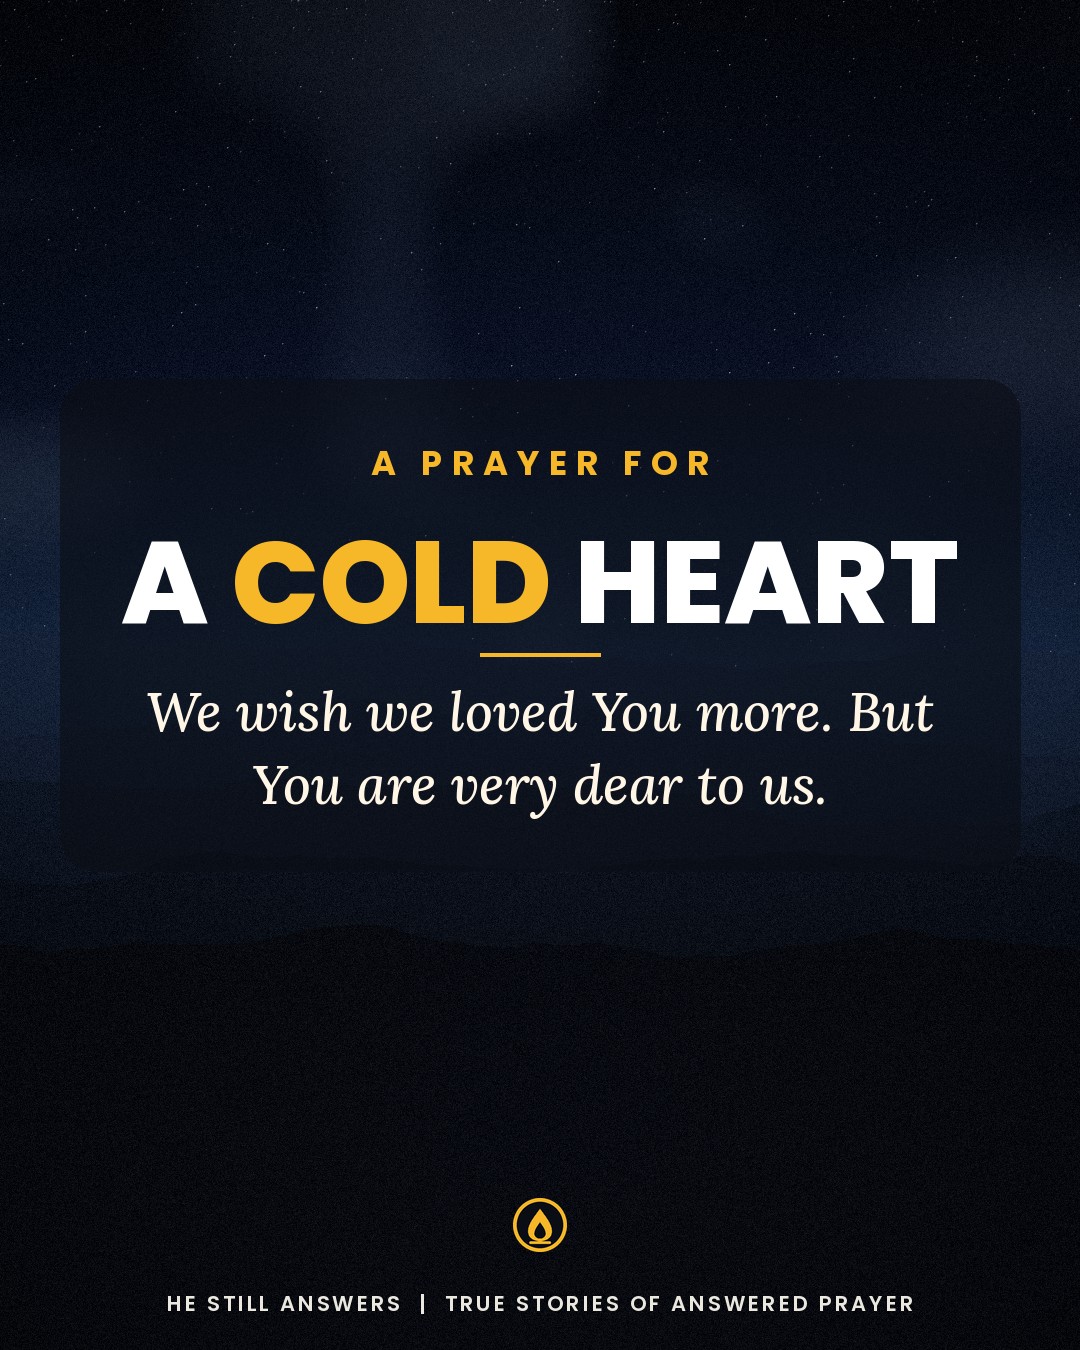 A PRAYER FOR
A COLD HEART
We wish we loved You more. But
You are very dear to us.
HE STILL ANSWERS | TRUE STORIES OF ANSWERED PRAYER